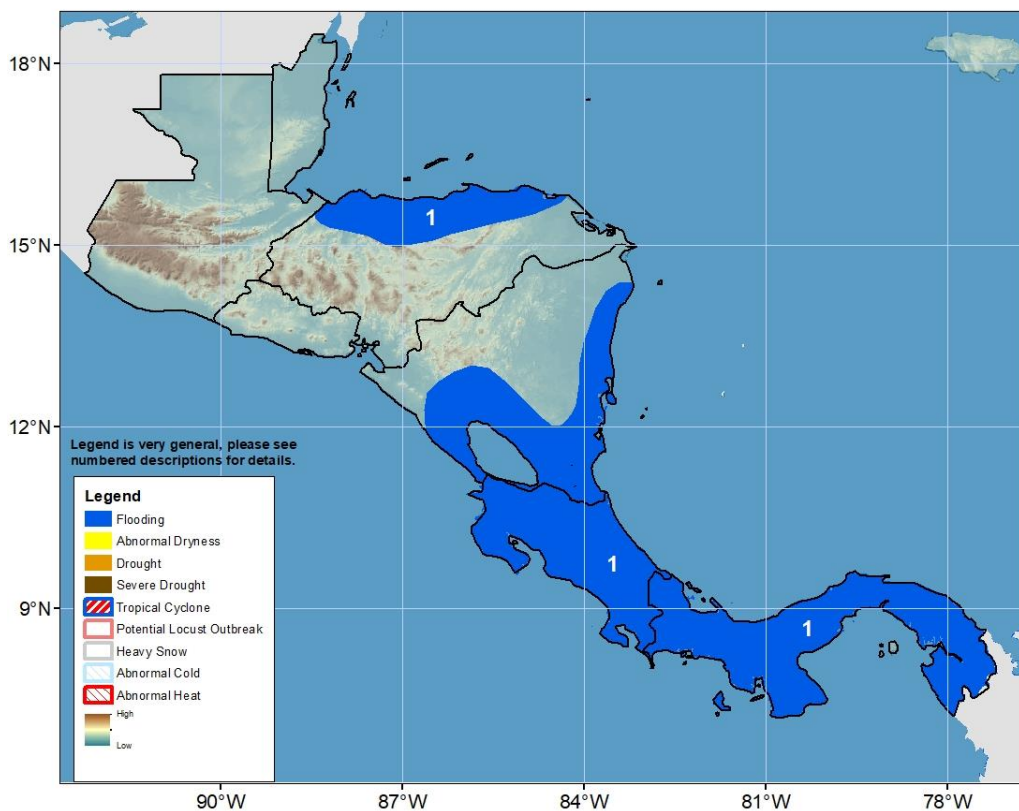 18°N
1
15°N
12°N
Legend is very general, please see
numbered descriptions for details.
Legend
Flooding
Abnormal Dryness
Drought
Severe Drought
Tropical Cyclone
Potential Locust Outbreak
Heavy Snow
Abnormal Cold
Abnormal Heat
High
Low
1
9°N
1
90°W 87°W 84°W 81°W 78°W